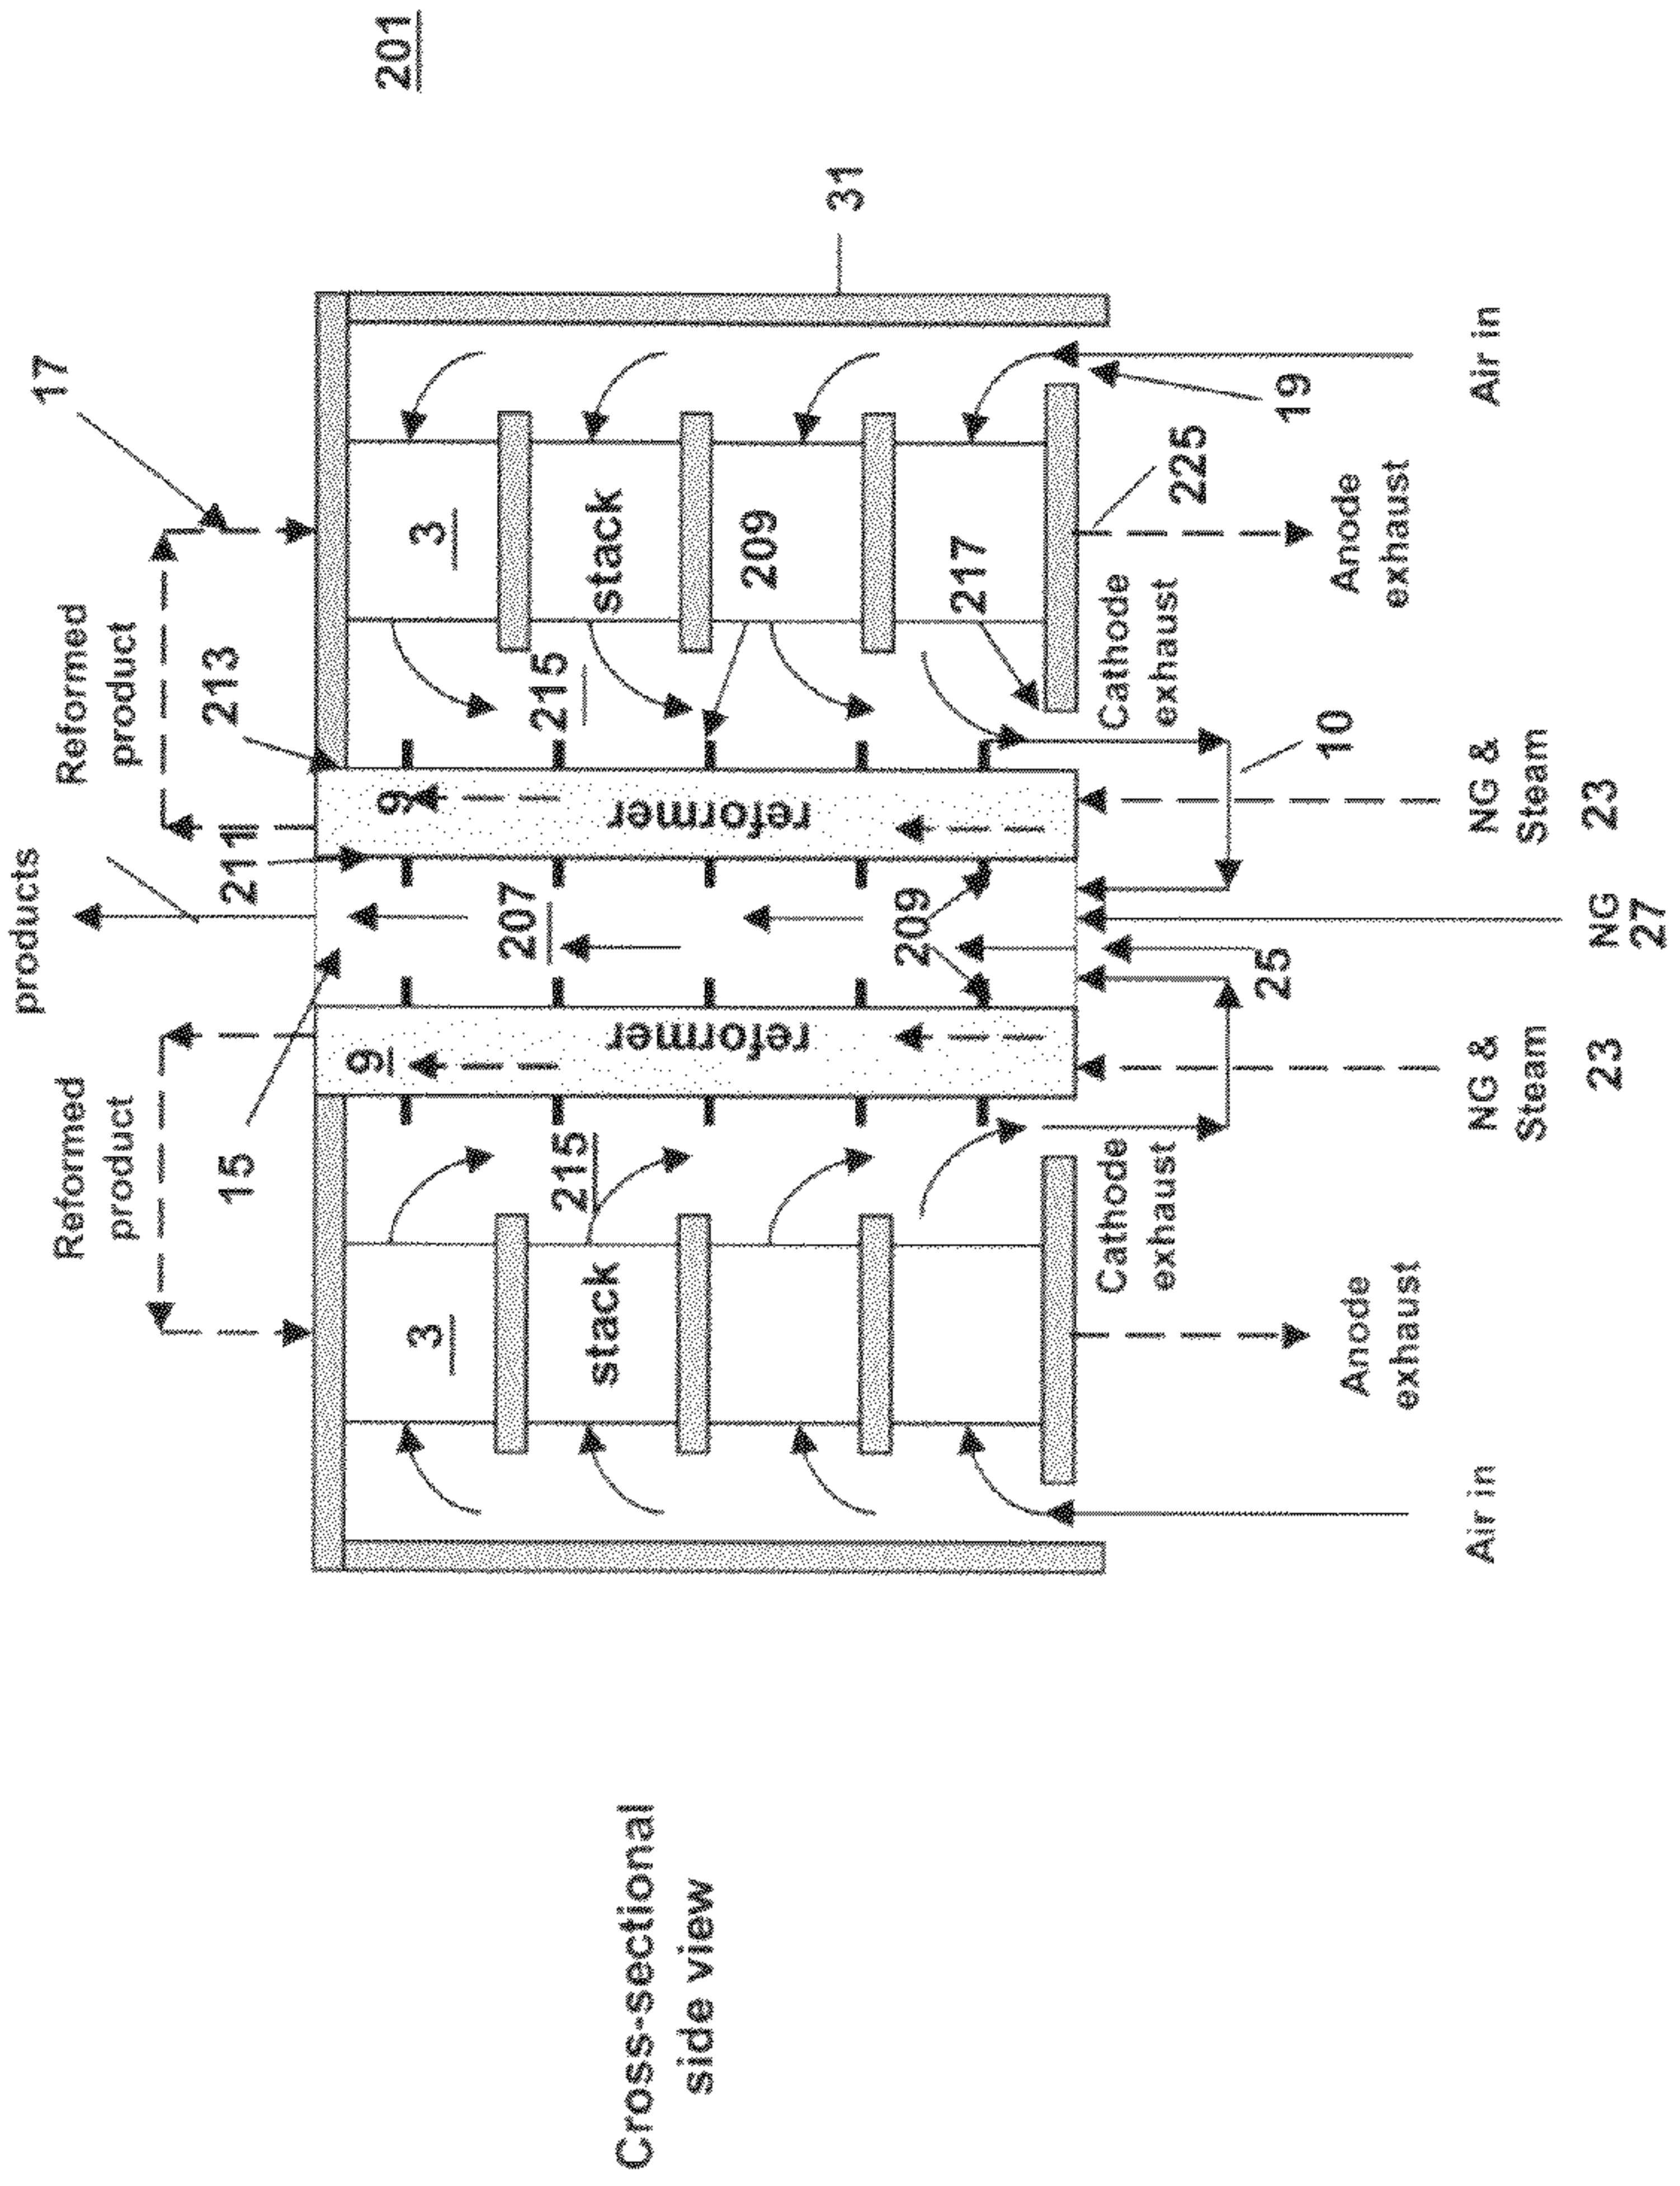 products
17
Reformed
product
Reformed
product
15
211
213
201
9
9
3
3
207
215
215
stack
reformer
reformer
stack
Cross-sectional
side view
209
31
209
217
Cathode
exhaust
Cathode
exhaust
225
25
19
10
Anode
exhaust
Anode
exhaust
Air in
NG &
Steam
23
NG
27
NG &
Steam
23
Air in